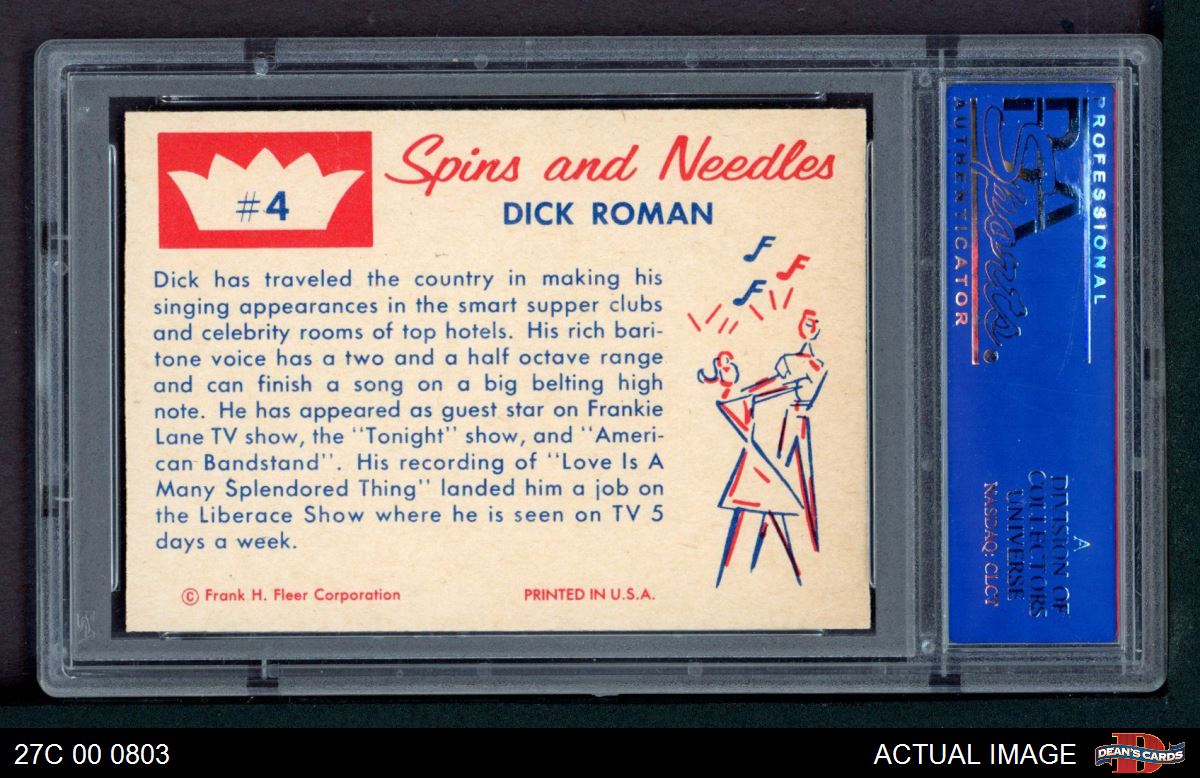 #4
Spins and Needles
DICK ROMAN
Dick has traveled the country in making his
singing appearances in the smart supper clubs
and celebrity rooms of top hotels. His rich bari-
tone voice has a two and a half octave range
and can finish a song on a big belting high
note. He has appeared as guest star on Frankie
Lane TV show, the "Tonight" show, and "Ameri-
can Bandstand". His recording of "Love Is A
Many Splendored Thing" landed him a job on
the Liberace Show where he is seen on TV 5
days a week.
© Frank H. Fleer Corporation
PRINTED IN U.S.A.
PROFESSIONAL
PSA
Sports
AUTHENTICATOR
A
DIVISION OF
COLLECTORS
UNIVERSE
NASDAQ: CLCT
27C 00 0803
ACTUAL IMAGE
DEAN'S CARDS